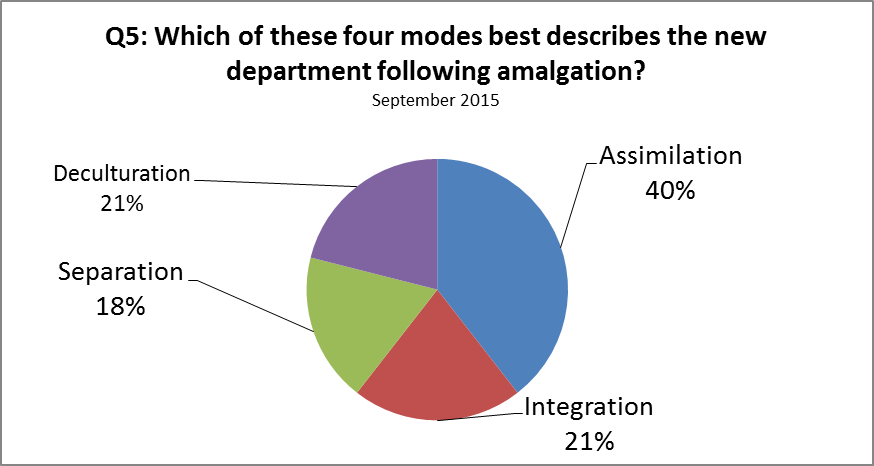 Q5: Which of these four modes best describes the new
department following amalgation?
September 2015
Assimilation
40%
Deculturation
21%
Separation
18%
Integration
21%